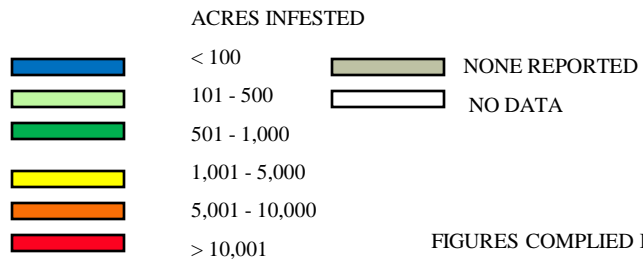 ACRES INFESTED
< 100
101 - 500
501 - 1,000
1,001 - 5,000
5,001 - 10,000
> 10,001
NONE REPORTED
NO DATA
FIGURES COMPLIED